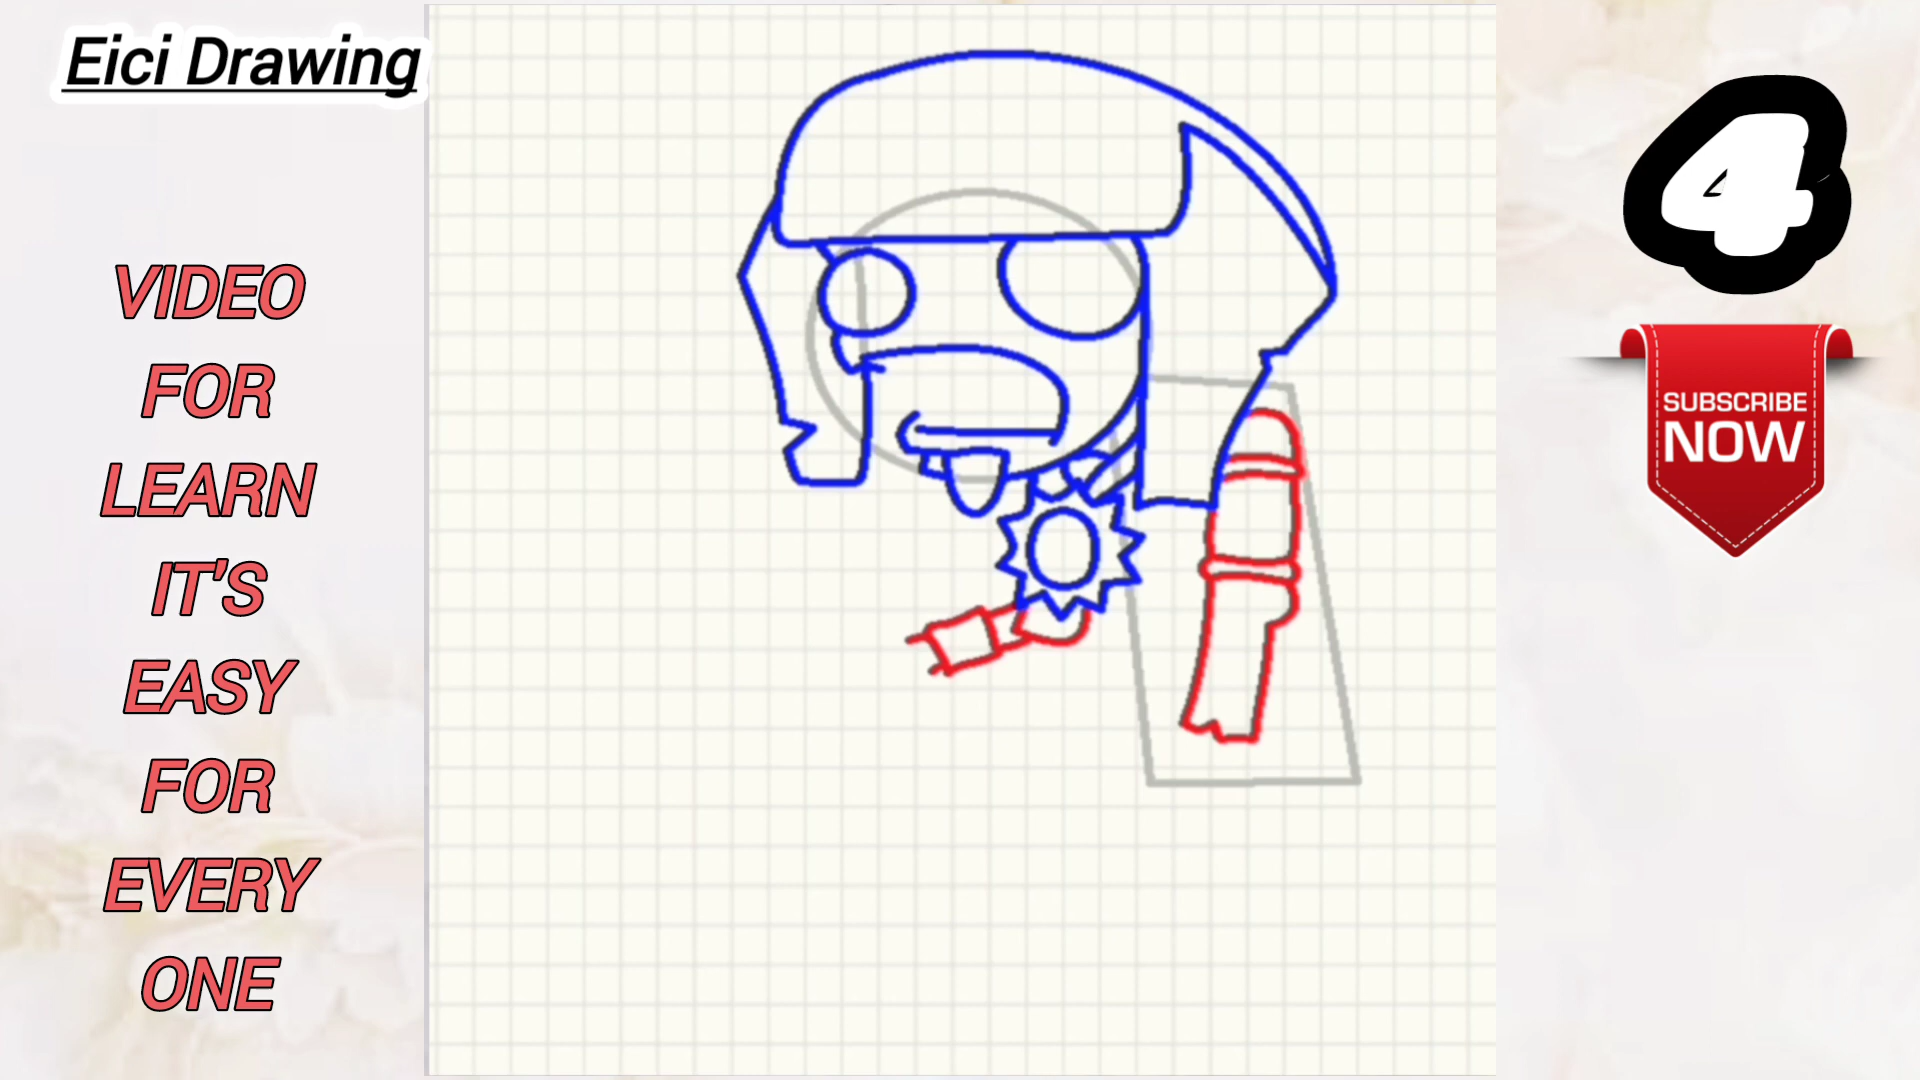 Eici Drawing
VIDEO
FOR
LEARN
IT'S
EASY
FOR
EVERY
ONE
4
SUBSCRIBE
NOW